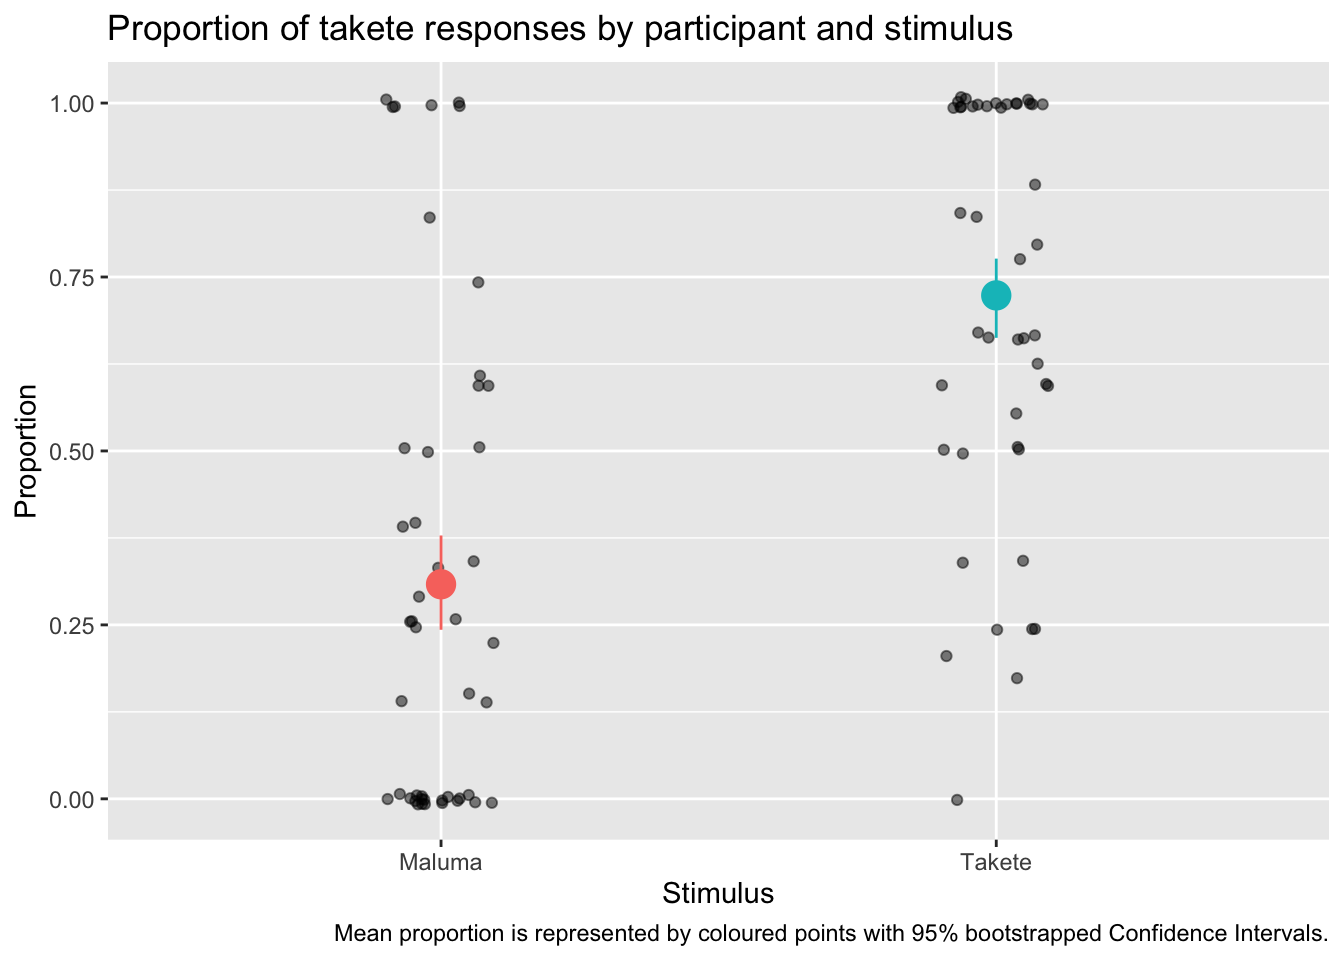 Proportion of takete responses by participant and stimulus
1.00
0.75
0.50
0.25
0.00
Proportion
Maluma
Takete
Stimulus
Mean proportion is represented by coloured points with 95% bootstrapped Confidence Intervals.